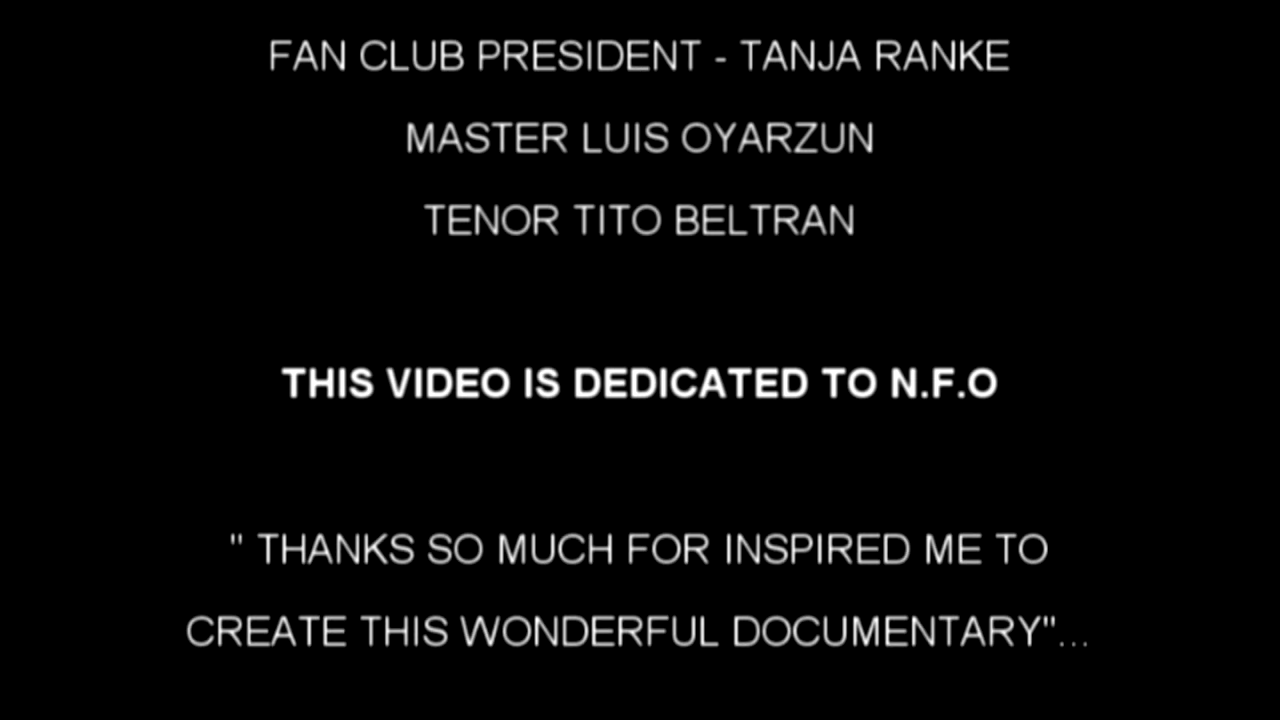 FAN CLUB PRESIDENT - TANJA RANKE
MASTER LUIS OYARZUN
TENOR TITO BELTRAN
THIS VIDEO IS DEDICATED TO N.F.O
" THANKS SO MUCH FOR INSPIRED ME TO
CREATE THIS WONDERFUL DOCUMENTARY"...